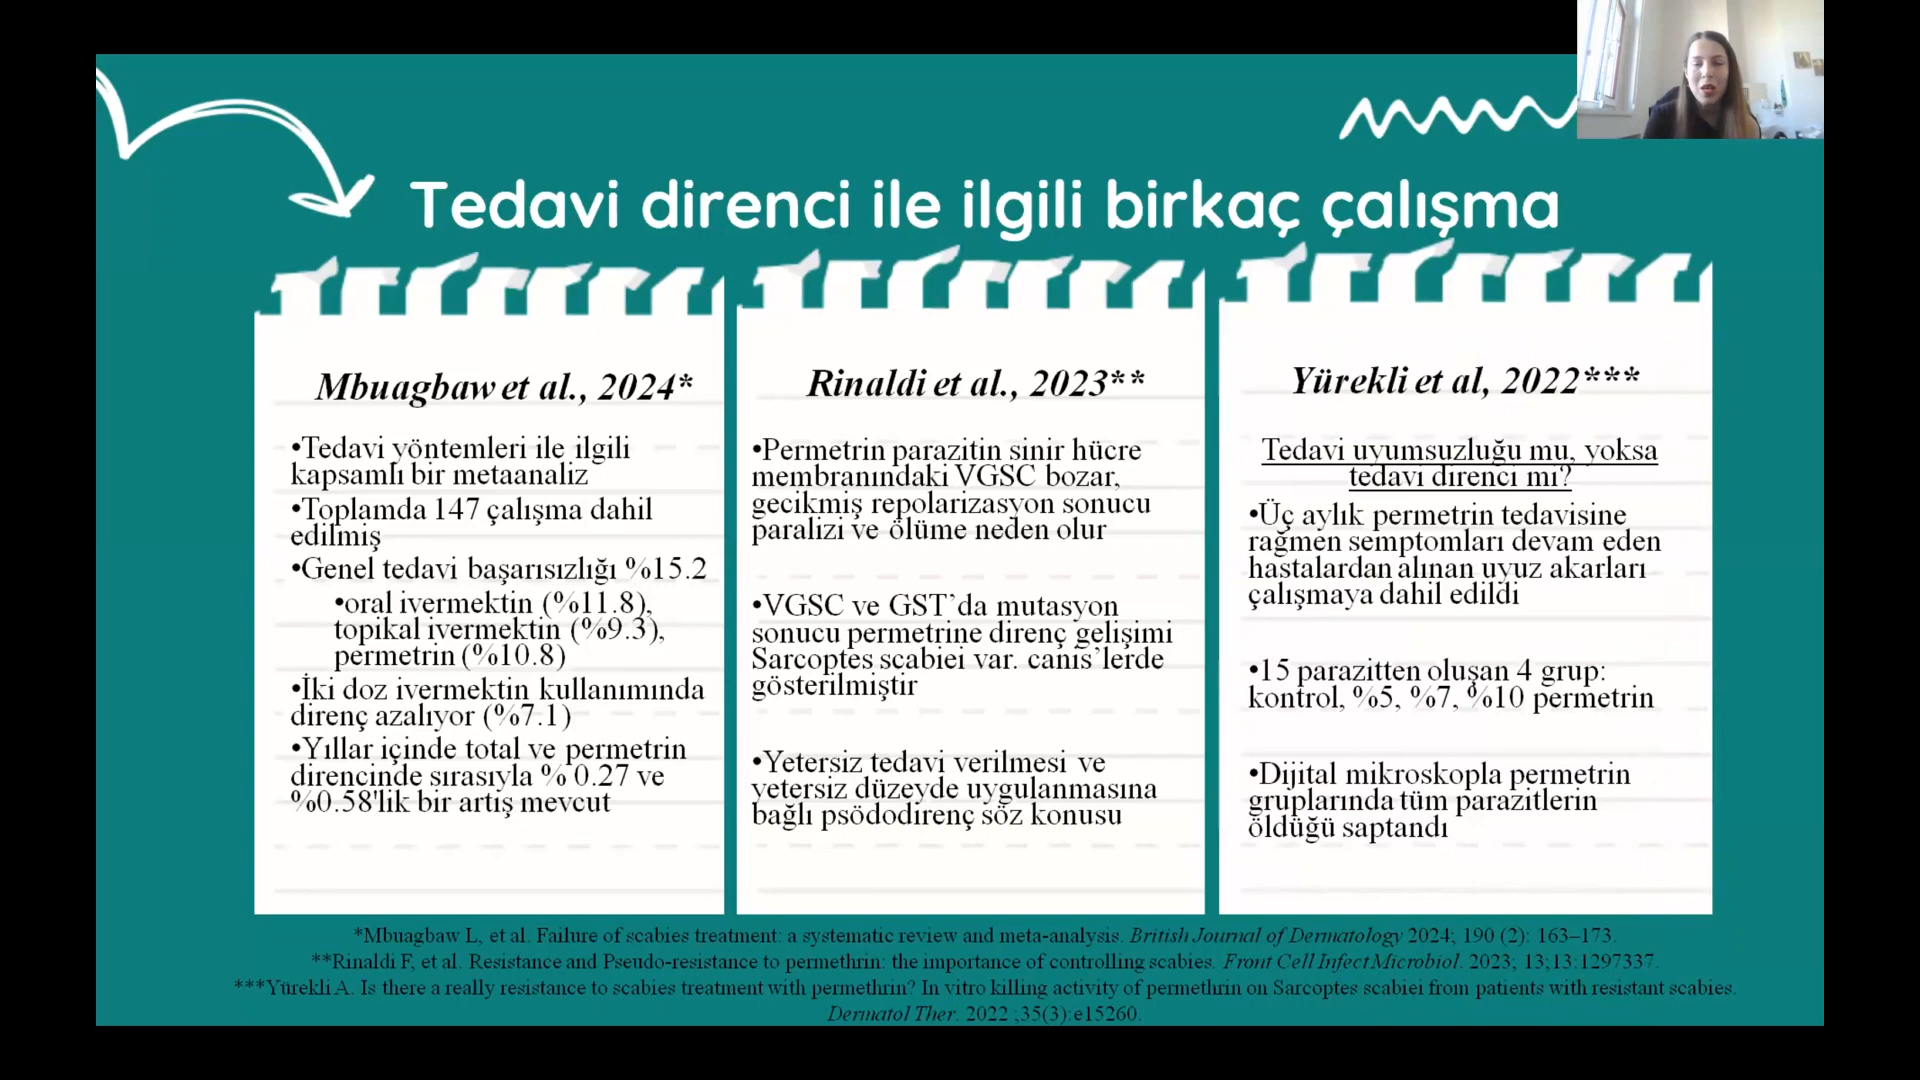 Tedavi direnci ile ilgili birkaç çalışma
Mbuagbaw et al., 2024*
•Tedavi yöntemleri ile ilgili
kapsamlı bir metaanaliz
•Toplamda 147 çalışma dahil
edilmiş
•Genel tedavi başarısızlığı %15.2
•oral ivermektin (%11.8),
topikal ivermektin (%9.3),
permetrin (%10.8)
•İki doz ivermektin kullanımında
direnç azalıyor (%7.1)
•Yıllar içinde total ve permetrin
direncinde sırasıyla % 0.27 ve
%0.58'lik bir artış mevcut
Rinaldi et al., 2023**
•Permetrin parazitin sinir hücre
membranındaki VGSC bozar,
gecikmiş repolarizasyon sonucu
paralizi ve ölüme neden olur
•VGSC ve GST’da mutasyon
sonucu permetrine direnç gelişimi
Sarcoptes scabiei var. canis’lerde
gösterilmiştir
•Yetersiz tedavi verilmesi ve
yetersiz düzeyde uygulanmasına
bağlı psödodirenç söz konusu
Yürekli et al, 2022***
Tedavi uyumsuzluğu mu, yoksa
tedavi direnci mi?
•Üç aylık permetrin tedavisine
rağmen semptomları devam eden
hastalardan alınan uyuz akarları
çalışmaya dahil edildi
•15 parazitten oluşan 4 grup:
kontrol, %5, %7, %10 permetrin
•Dijital mikroskopla permetrin
gruplarında tüm parazitlerin
öldüğü saptandı
*Mbuagbaw L, et al. Failure of scabies treatment: a systematic review and meta-analysis. British Journal of Dermatology 2024; 190 (2): 163–173.
**Rinaldi F, et al. Resistance and Pseudo-resistance to permethrin: the importance of controlling scabies. Front Cell Infect Microbiol. 2023; 13;13:1297337.
***Yürekli A. Is there a really resistance to scabies treatment with permethrin? In vitro killing activity of permethrin on Sarcoptes scabiei from patients with resistant scabies.
Dermatol Ther. 2022 ;35(3):e15260.